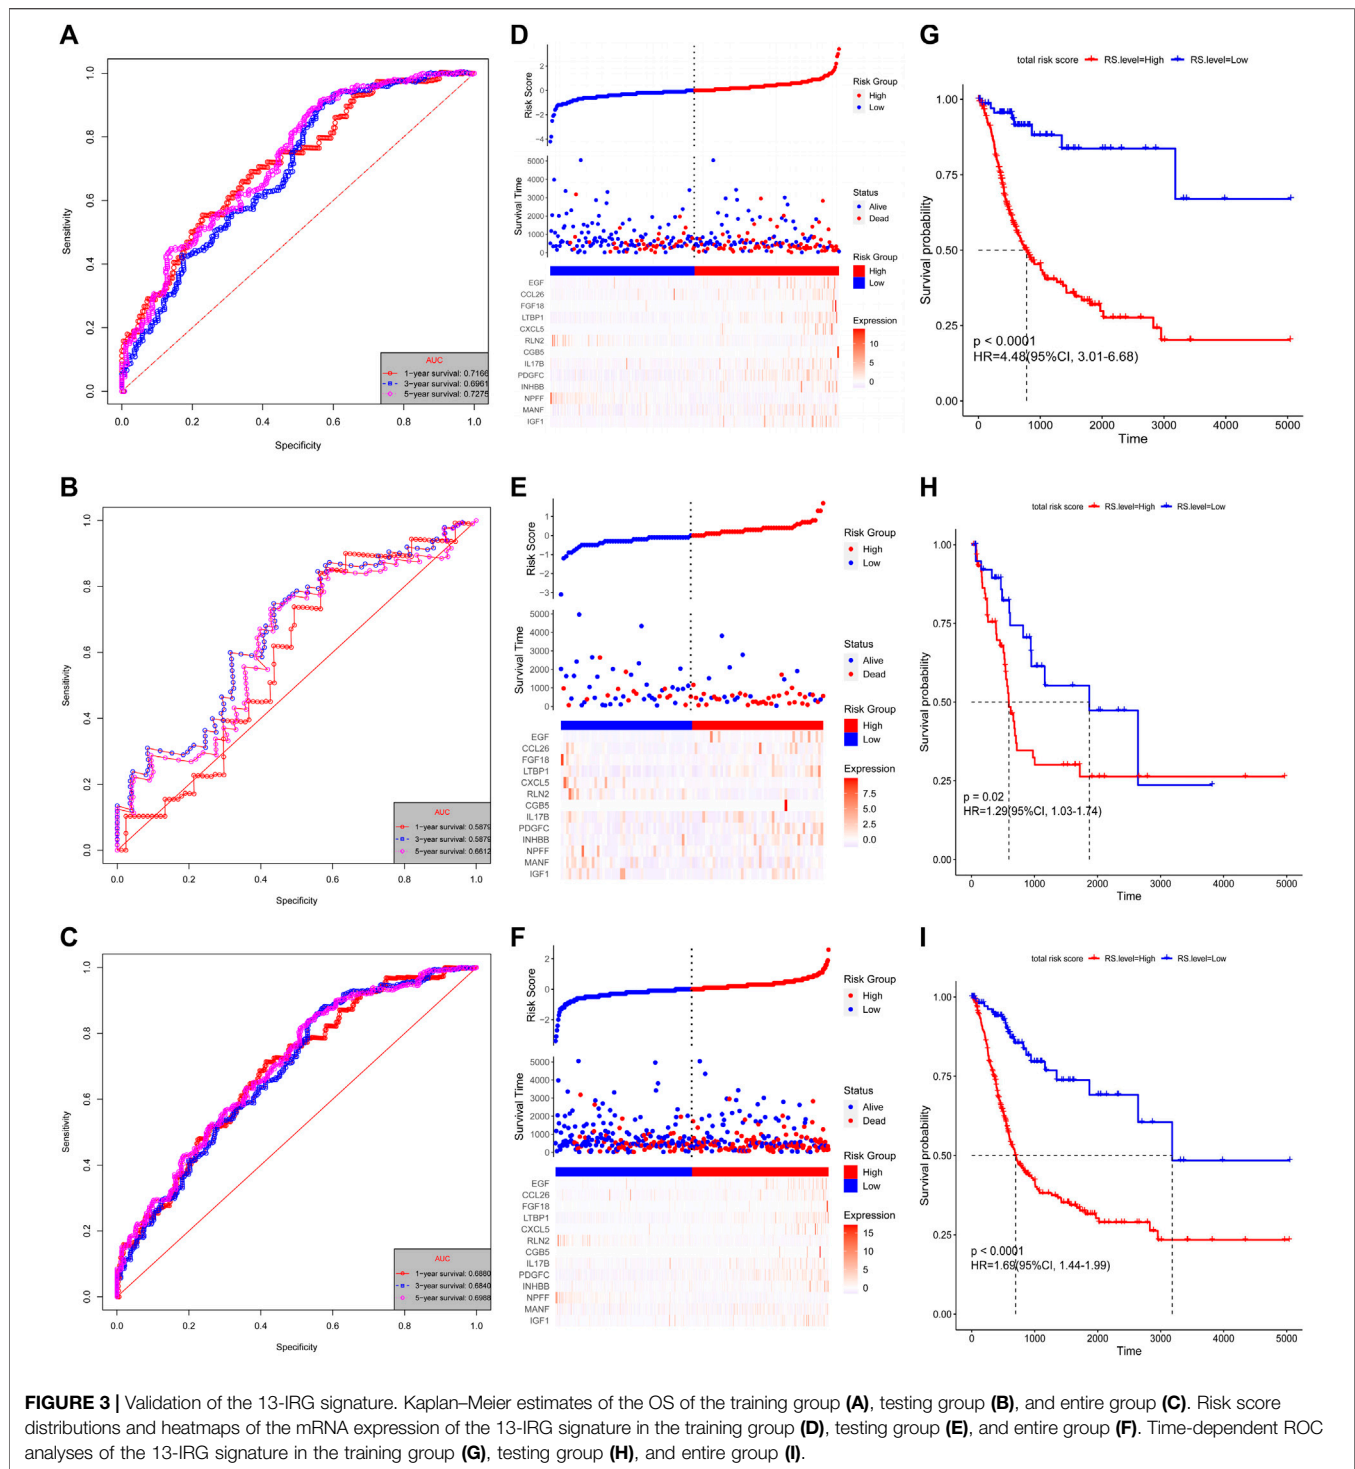 A
1.0
0.8
0.6
0.4
0.2
0.0
Sensitivity
AUC
1-year survival: 0.7166
3-year survival: 0.6961
5-year survival: 0.7275
0.0 0.2 0.4 0.6 0.8 1.0
Specificity
D
Risk Score
2
0
−2
−4
Risk Group
High
Low
Survival Time
5000
4000
3000
2000
1000
0
Status
Alive
Dead
Risk Group
High
Low
EGF
CCL26
FGF18
LTBP1
CXCL5
RLN2
CGB5
IL17B
PDGFC
INHBB
NPFF
MANF
IGF1
Expression
10
5
0
G
total risk score RS.level=High RS.level=Low
Survival probability
1.00
0.75
0.50
0.25
0.00
p < 0.0001
HR=4.48(95%CI, 3.01-6.68)
0 1000 2000 3000 4000 5000
Time
B
1.0
0.8
0.6
0.4
0.2
0.0
Sensitivity
AUC
1-year survival: 0.5879
3-year survival: 0.5879
5-year survival: 0.6612
0.0 0.2 0.4 0.6 0.8 1.0
Specificity
E
Risk Score
1
0
−1
−2
−3
Risk Group
High
Low
Survival Time
5000
4000
3000
2000
1000
0
Status
Alive
Dead
Risk Group
High
Low
EGF
CCL26
FGF18
LTBP1
CXCL5
RLN2
CGB5
IL17B
PDGFC
INHBB
NPFF
MANF
IGF1
Expression
7.5
5.0
2.5
0.0
H
total risk score RS.level=High RS.level=Low
Survival probability
1.00
0.75
0.50
0.25
0.00
p = 0.02
HR=1.29(95%CI, 1.03-1.74)
0 1000 2000 3000 4000 5000
Time
C
1.0
0.8
0.6
0.4
0.2
0.0
Sensitivity
AUC
1-year survival: 0.6880
3-year survival: 0.6840
5-year survival: 0.6988
0.0 0.2 0.4 0.6 0.8 1.0
Specificity
F
Risk Score
2
0
−2
Risk Group
High
Low
Survival Time
5000
4000
3000
2000
1000
0
Status
Alive
Dead
Risk Group
High
Low
EGF
CCL26
FGF18
LTBP1
CXCL5
RLN2
CGB5
IL17B
PDGFC
INHBB
NPFF
MANF
IGF1
Expression
15
10
5
0
I
total risk score RS.level=High RS.level=Low
Survival probability
1.00
0.75
0.50
0.25
0.00
p < 0.0001
HR=1.69(95%CI, 1.44-1.99)
0 1000 2000 3000 4000 5000
Time
FIGURE 3 | Validation of the 13-IRG signature. Kaplan–Meier estimates of the OS of the training group (A), testing group (B), and entire group (C). Risk score
distributions and heatmaps of the mRNA expression of the 13-IRG signature in the training group (D), testing group (E), and entire group (F). Time-dependent ROC
analyses of the 13-IRG signature in the training group (G), testing group (H), and entire group (I).